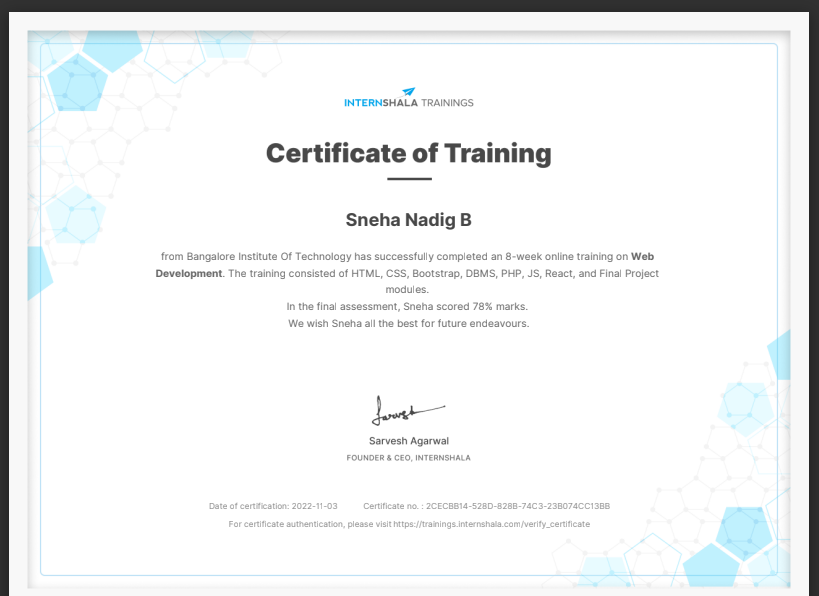 INTERNSHALA TRAININGS
Certificate of Training
Sneha Nadig B
from Bangalore Institute Of Technology has successfully completed an 8-week online training on Web
Development. The training consisted of HTML, CSS, Bootstrap, DBMS, PHP, JS, React, and Final Project
modules.
In the final assessment, Sneha scored 78% marks.
We wish Sneha all the best for future endeavours.
Sarvesh
Sarvesh Agarwal
FOUNDER & CEO, INTERNSHALA
Date of certification: 2022-11-03 Certificate no. : 2CECBB14-528D-828B-74C3-23B074CC13BB
For certificate authentication, please visit https://trainings.internshala.com/verify_certificate